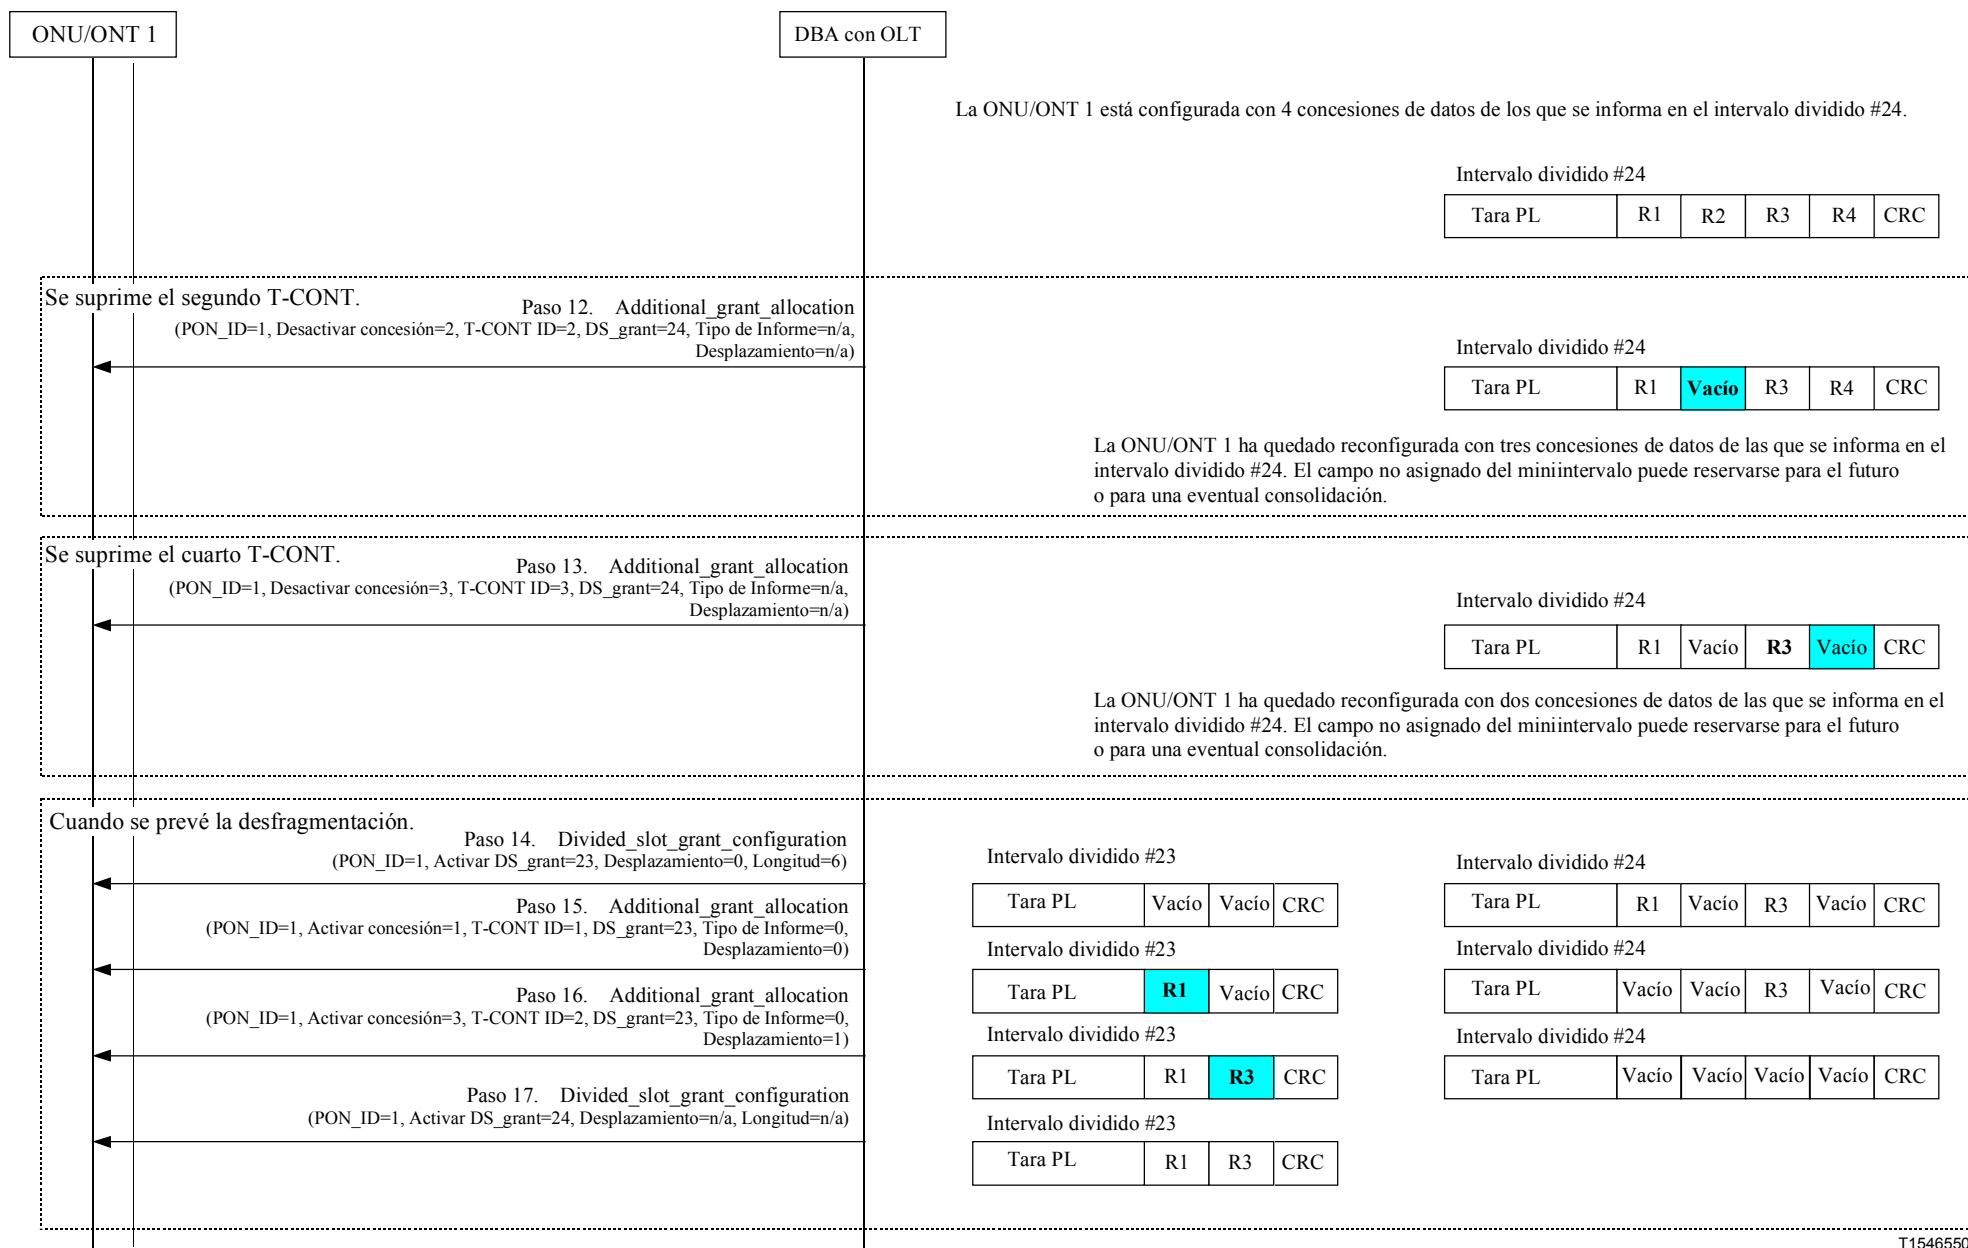 ONU/ONT 1
DBA con OLT
La ONU/ONT 1 está configurada con 4 concesiones de datos de los que se informa en el intervalo dividido #24.
Intervalo dividido #24
Tara PL R1 R2 R3 R4 CRC
Se suprime el segundo T-CONT.
Paso 12. Additional_grant_allocation
(PON_ID=1, Desactivar concesión=2, T-CONT ID=2, DS_grant=24, Tipo de Informe=n/a,
Desplazamiento=n/a)
Intervalo dividido #24
Tara PL R1 Vacío R3 R4 CRC
La ONU/ONT 1 ha quedado reconfigurada con tres concesiones de datos de las que se informa en el
intervalo dividido #24. El campo no asignado del miniintervalo puede reservarse para el futuro
o para una eventual consolidación.
Se suprime el cuarto T-CONT.
Paso 13. Additional_grant_allocation
(PON_ID=1, Desactivar concesión=3, T-CONT ID=3, DS_grant=24, Tipo de Informe=n/a,
Desplazamiento=n/a)
Intervalo dividido #24
Tara PL R1 Vacío R3 Vacío CRC
La ONU/ONT 1 ha quedado reconfigurada con dos concesiones de datos de las que se informa en el
intervalo dividido #24. El campo no asignado del miniintervalo puede reservarse para el futuro
o para una eventual consolidación.
Cuando se prevé la desfragmentación.
Paso 14. Divided_slot_grant_configuration
(PON_ID=1, Activar DS_grant=23, Desplazamiento=0, Longitud=6)
Intervalo dividido #23
Tara PL Vacío Vacío CRC
Intervalo dividido #24
Tara PL R1 Vacío R3 Vacío CRC
Paso 15. Additional_grant_allocation
(PON_ID=1, Activar concesión=1, T-CONT ID=1, DS_grant=23, Tipo de Informe=0,
Desplazamiento=0)
Intervalo dividido #23
Tara PL R1 Vacío CRC
Intervalo dividido #24
Tara PL Vacío Vacío R3 Vacío CRC
Paso 16. Additional_grant_allocation
(PON_ID=1, Activar concesión=3, T-CONT ID=2, DS_grant=23, Tipo de Informe=0,
Desplazamiento=1)
Intervalo dividido #23
Tara PL R1 R3 CRC
Intervalo dividido #24
Tara PL Vacío Vacío Vacío Vacío CRC
Paso 17. Divided_slot_grant_configuration
(PON_ID=1, Activar DS_grant=24, Desplazamiento=n/a, Longitud=n/a)
Intervalo dividido #23
Tara PL R1 R3 CRC
T1546550